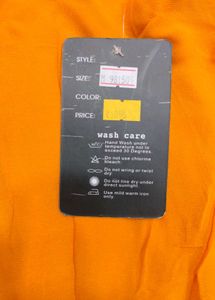 STYLE:
SIZE:
COLOR:
PRICE:
wash care
Hand Wash under
temperature not to
exceed 30 Degrees.
Do not use chlorine
bleach.
Do not wring or twist
dry.
Do not line dry under
direct sunlight.
Use mild warm iron
only